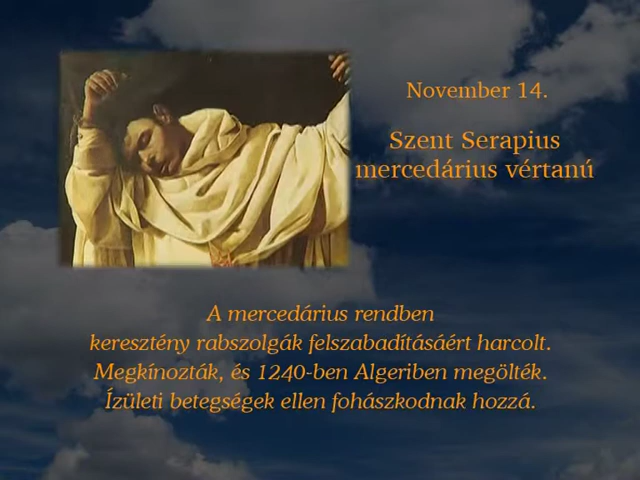 November 14.
Szent Serapius
mercedárius vértanú
A mercedárius rendben
keresztény rabszolgák felszabadításáért harcolt.
Megkínozták, és 1240-ben Algeriben megölték.
Ízületi betegségek ellen fohászkodnak hozzá.